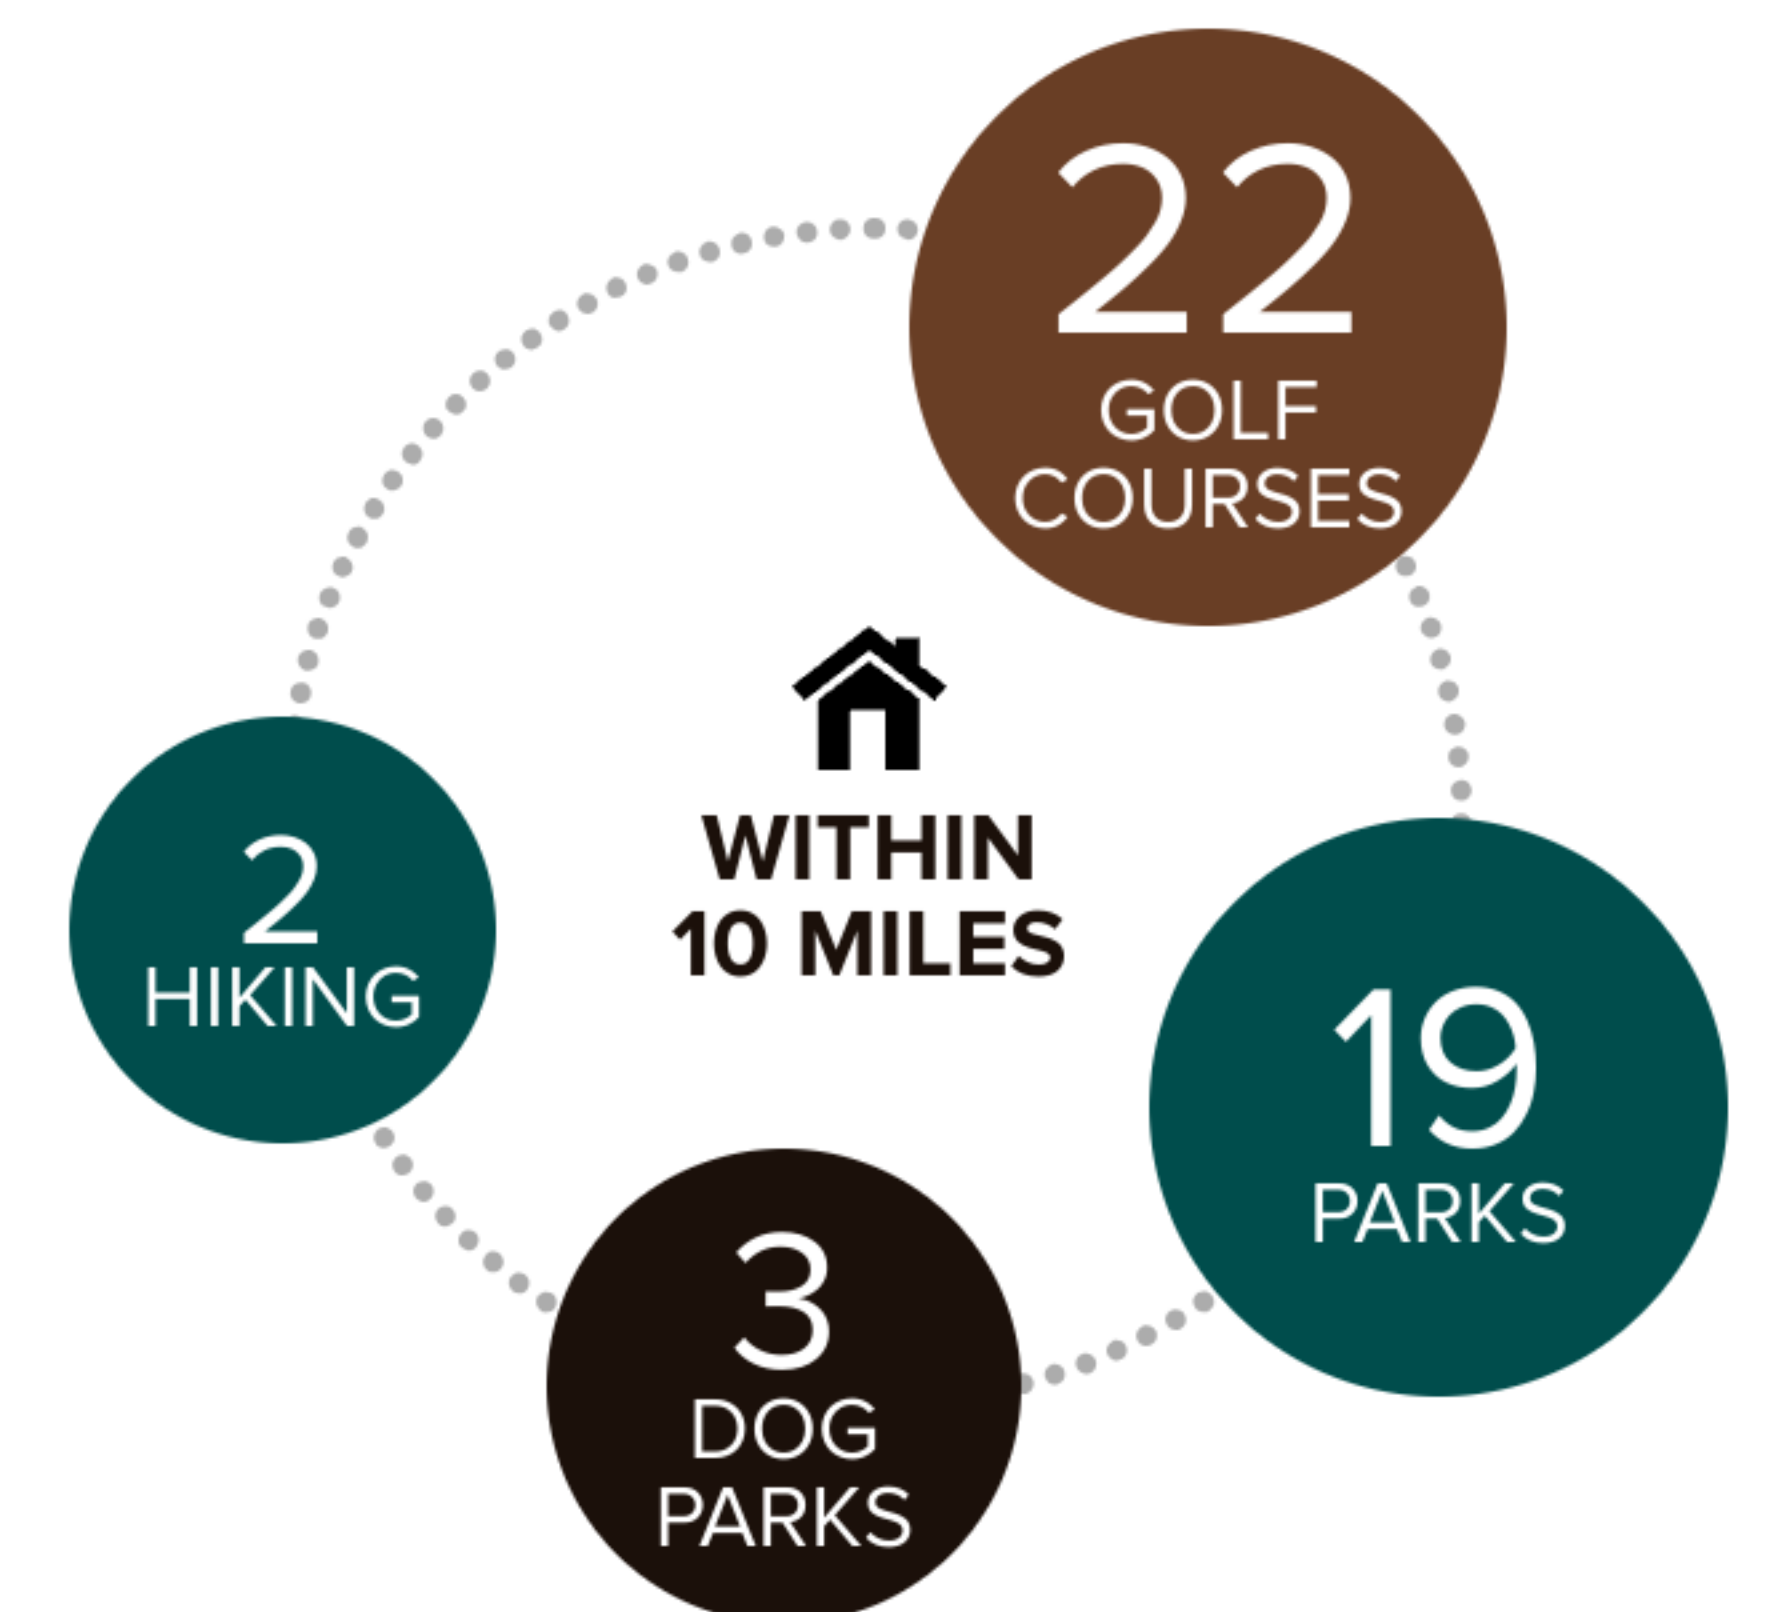 22
GOLF
COURSES
WITHIN
10 MILES
2
HIKING
19
PARKS
3
DOG
PARKS